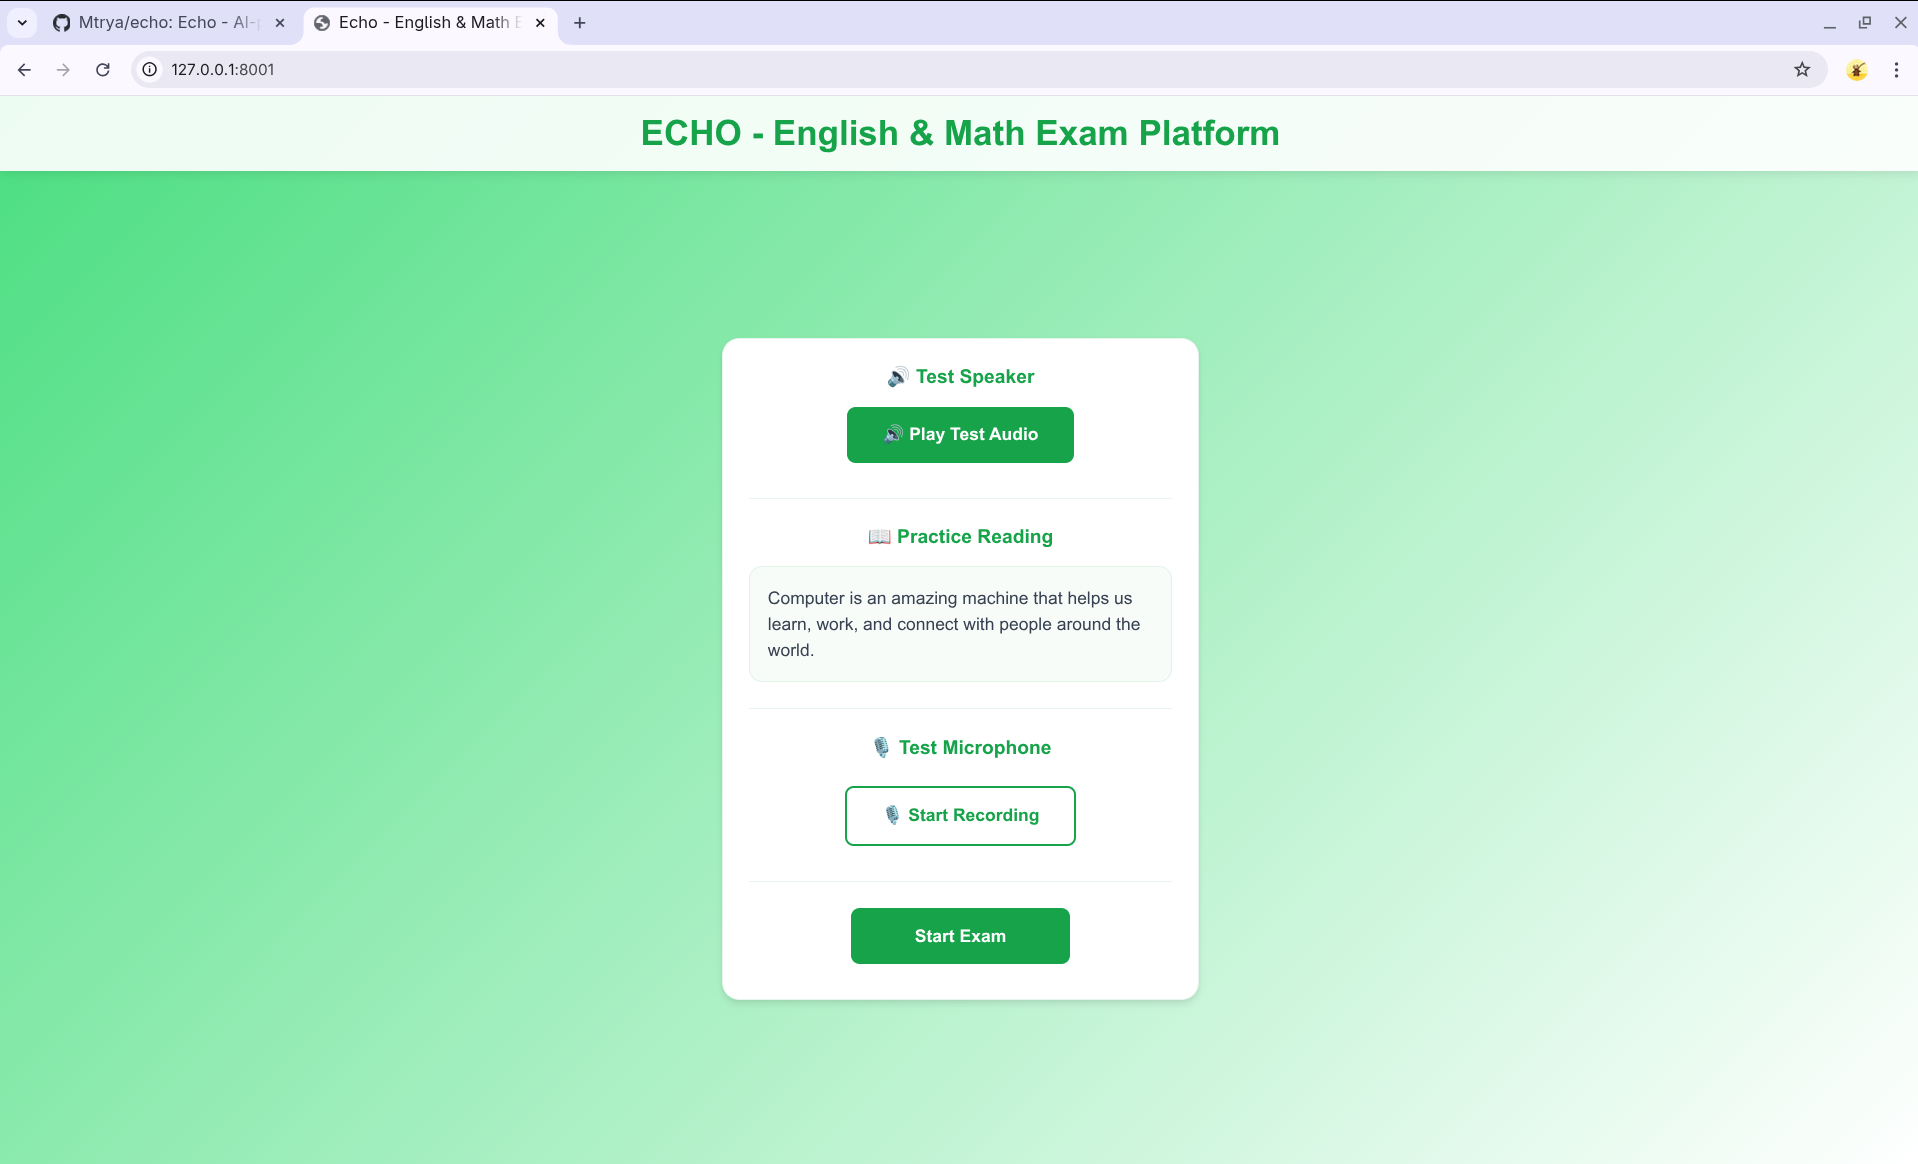 Mtrya/echo: Echo - AI-
Echo - English & Math E
127.0.0.1:8001
ECHO - English & Math Exam Platform
🔊 Test Speaker
🔊 Play Test Audio
📖 Practice Reading
Computer is an amazing machine that helps us
learn, work, and connect with people around the
world.
🎙️ Test Microphone
🎙️ Start Recording
Start Exam